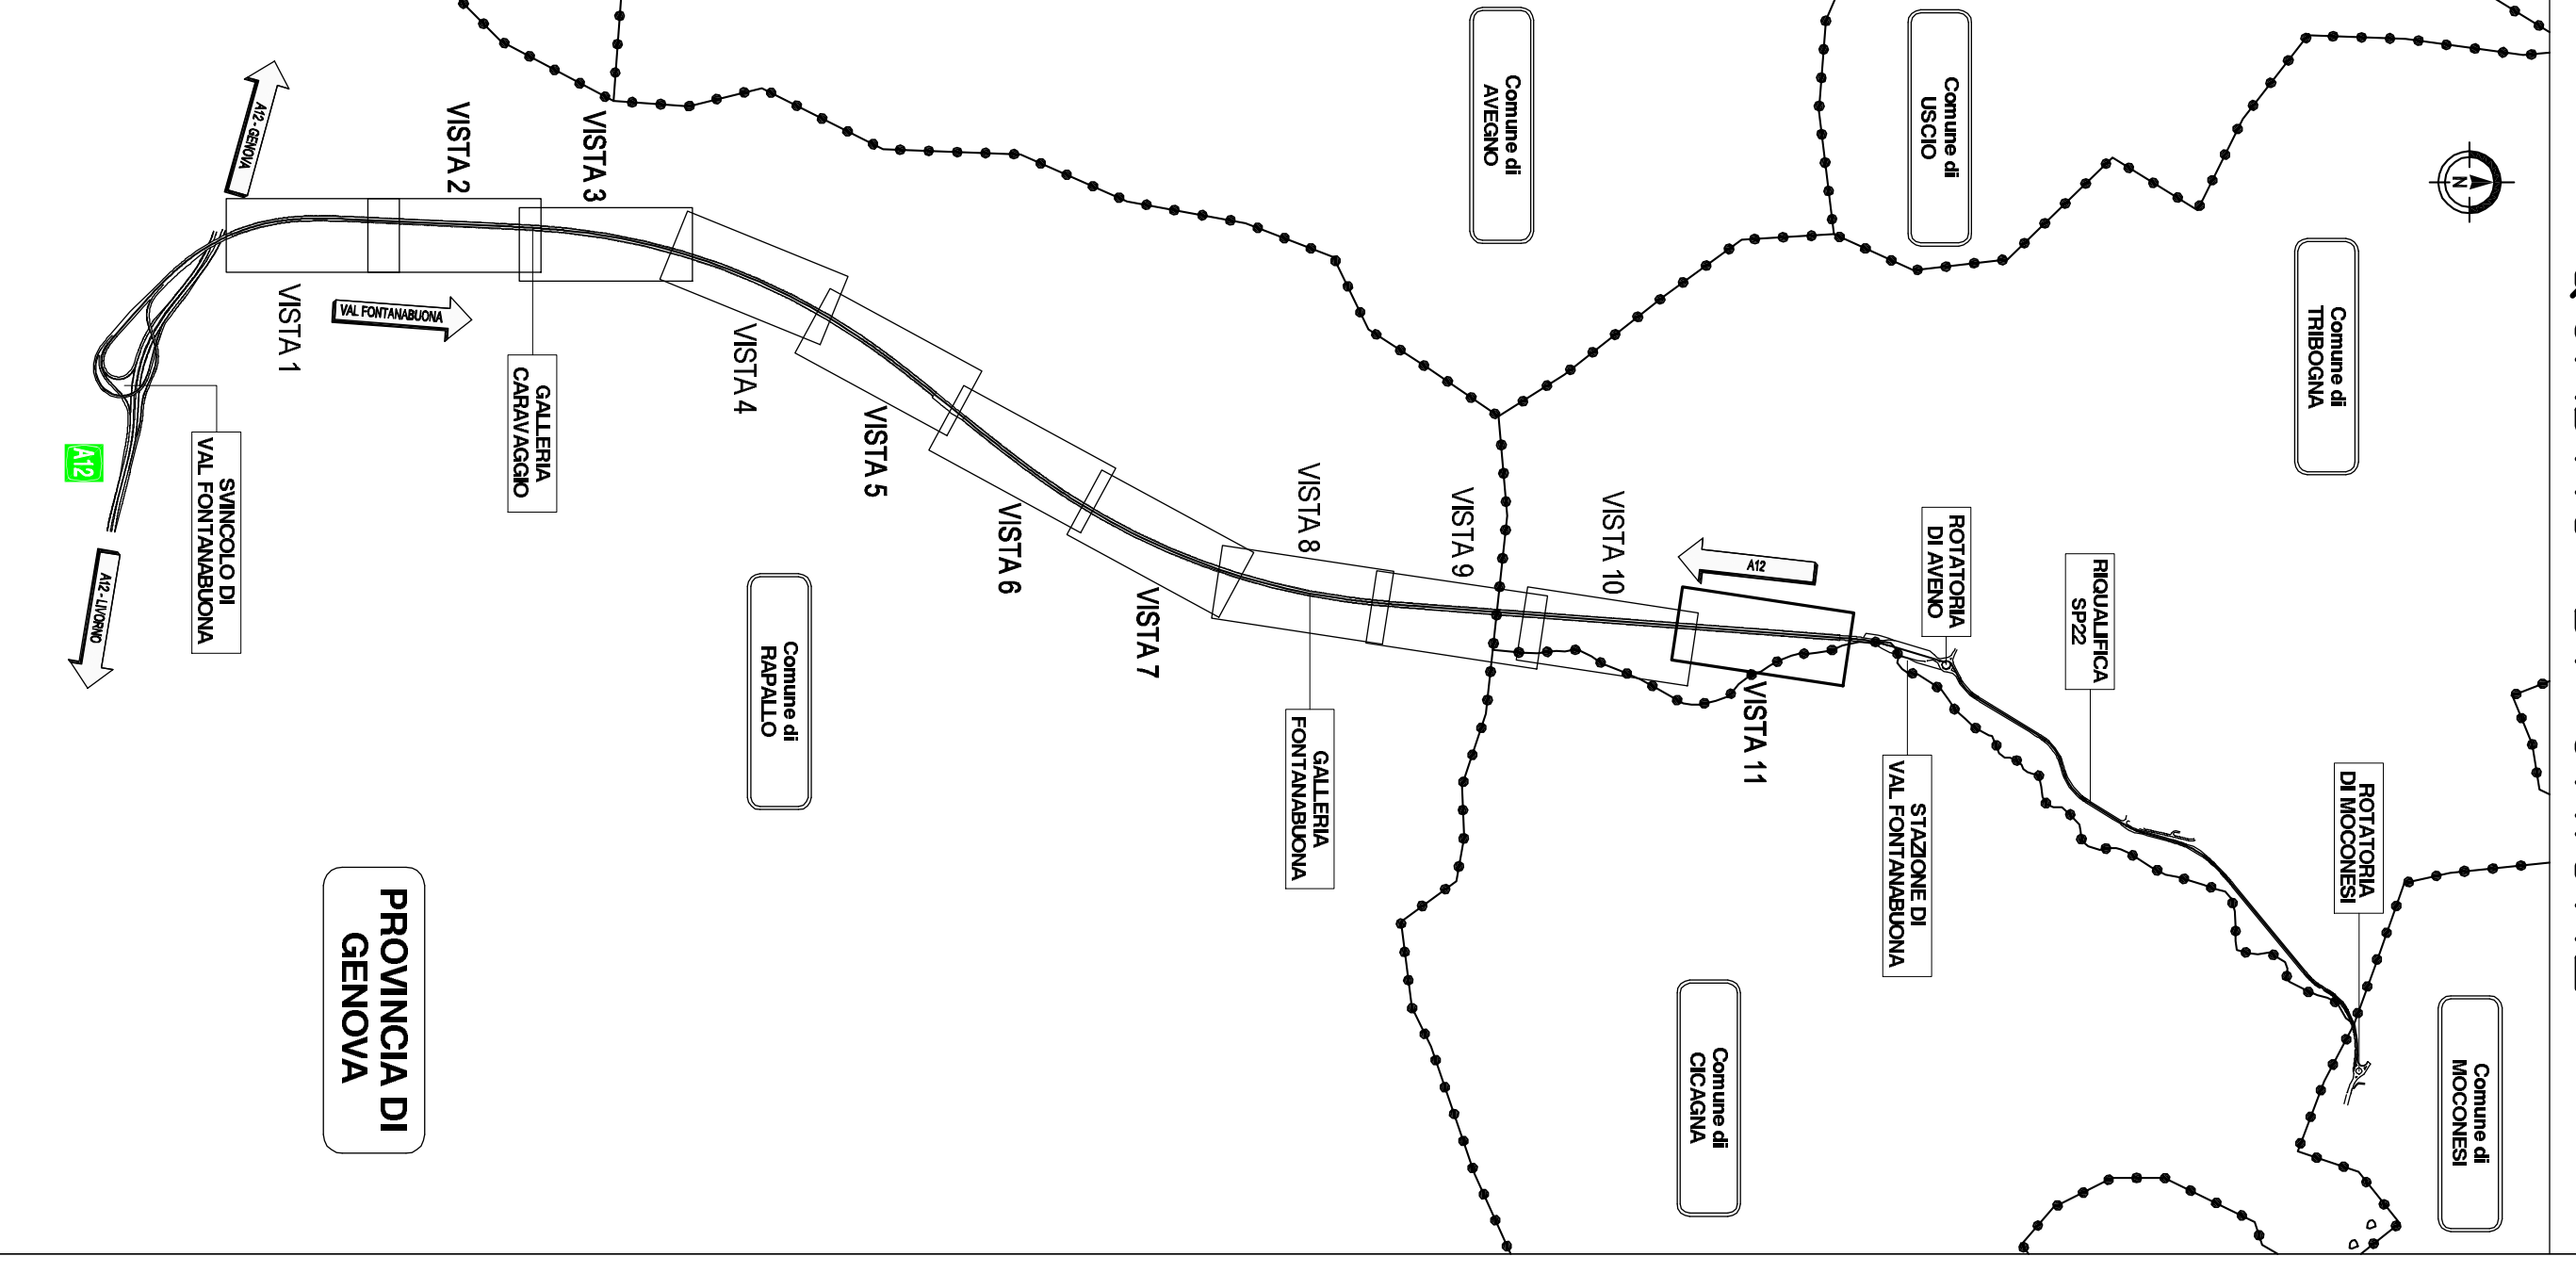 Comune di
AVEGNO
Comune di
USCIO
Comune di
TRIBOGNA
N
A12 - GENOVA
VISTA 2
VISTA 3
VISTA 1
VAL FONTANABUONA
VISTA 4
GALLERIA
CARAVAGGIO
VISTA 5
A12
SVINCOLO DI
VAL FONTANABUONA
VISTA 6
VISTA 8
VISTA 9
VISTA 10
A12
ROTATORIA
DI AVENO
RIQUALIFICA
SP22
A12 - LIVORNO
Comune di
RAPALLO
VISTA 7
VISTA 11
GALLERIA
FONTANABUONA
STAZIONE DI
VAL FONTANABUONA
ROTATORIA
DI MOCONESI
PROVINCIA DI
GENOVA
Comune di
CICAGNA
Comune di
MOCONESI